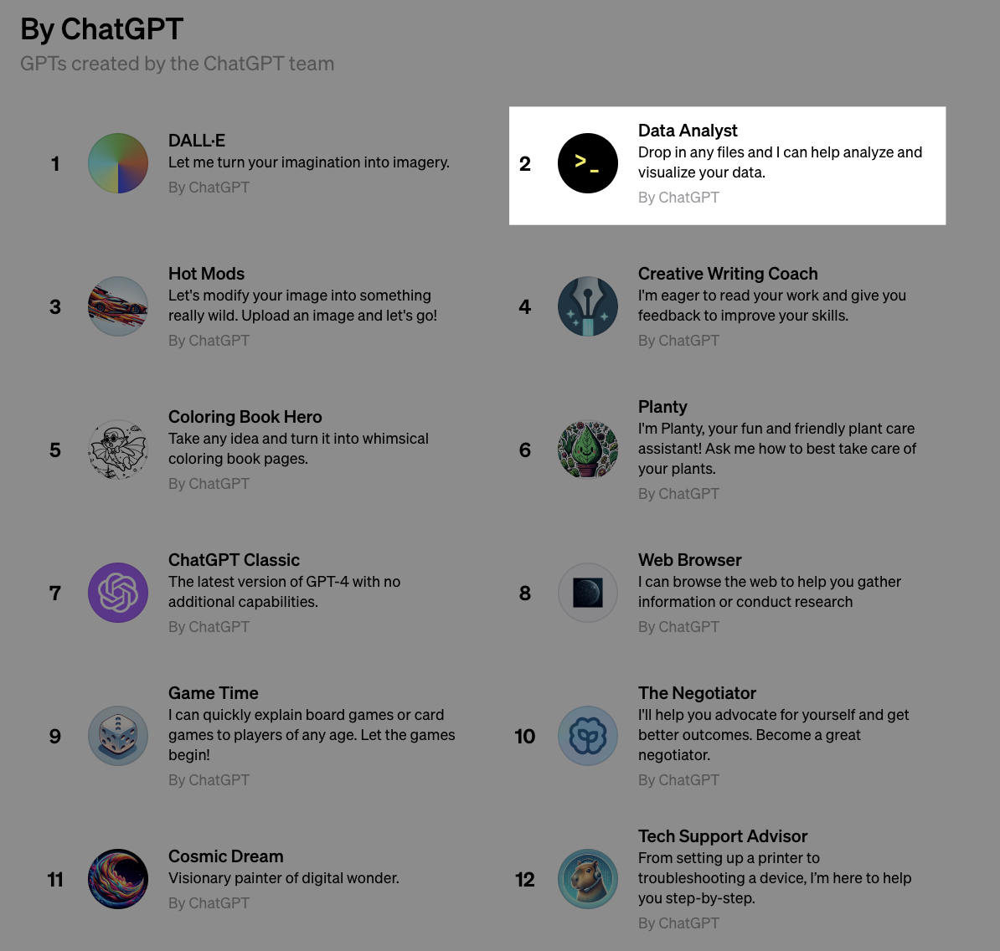 By ChatGPT
GPTs created by the ChatGPT team
1
DALL·E
Let me turn your imagination into imagery.
By ChatGPT
2
>_
Data Analyst
Drop in any files and I can help analyze and
visualize your data.
By ChatGPT
3
Hot Mods
Let's modify your image into something
really wild. Upload an image and let's go!
By ChatGPT
4
Creative Writing Coach
I'm eager to read your work and give you
feedback to improve your skills.
By ChatGPT
5
Coloring Book Hero
Take any idea and turn it into whimsical
coloring book pages.
By ChatGPT
6
Planty
I'm Planty, your fun and friendly plant care
assistant! Ask me how to best take care of
your plants.
By ChatGPT
7
ChatGPT Classic
The latest version of GPT-4 with no
additional capabilities.
By ChatGPT
8
Web Browser
I can browse the web to help you gather
information or conduct research
By ChatGPT
9
Game Time
I can quickly explain board games or card
games to players of any age. Let the games
begin!
By ChatGPT
10
The Negotiator
I'll help you advocate for yourself and get
better outcomes. Become a great
negotiator.
By ChatGPT
11
Cosmic Dream
Visionary painter of digital wonder.
By ChatGPT
12
Tech Support Advisor
From setting up a printer to
troubleshooting a device, I’m here to help
you step-by-step.
By ChatGPT